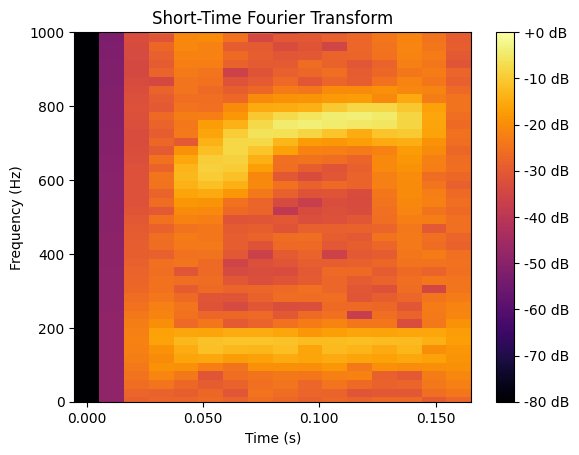 Short-Time Fourier Transform
1000
800
600
400
200
0
Frequency (Hz)
0.000
0.050
0.100
0.150
Time (s)
+0 dB
-10 dB
-20 dB
-30 dB
-40 dB
-50 dB
-60 dB
-70 dB
-80 dB